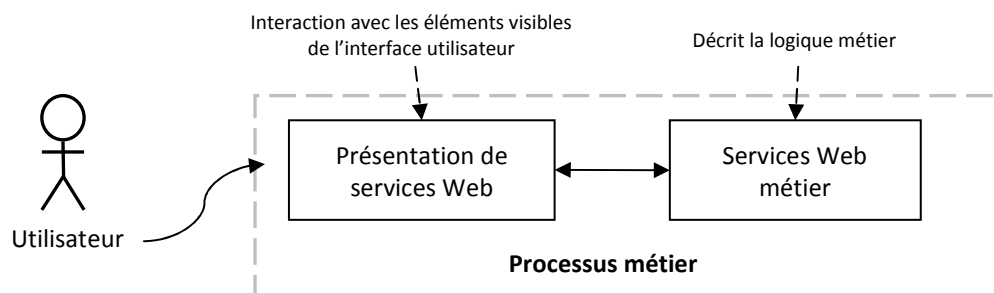 Interaction avec les éléments visibles
de l'interface utilisateur
Décrit la logique métier
Présentation de
services Web
Services Web
métier
Utilisateur
Processus métier